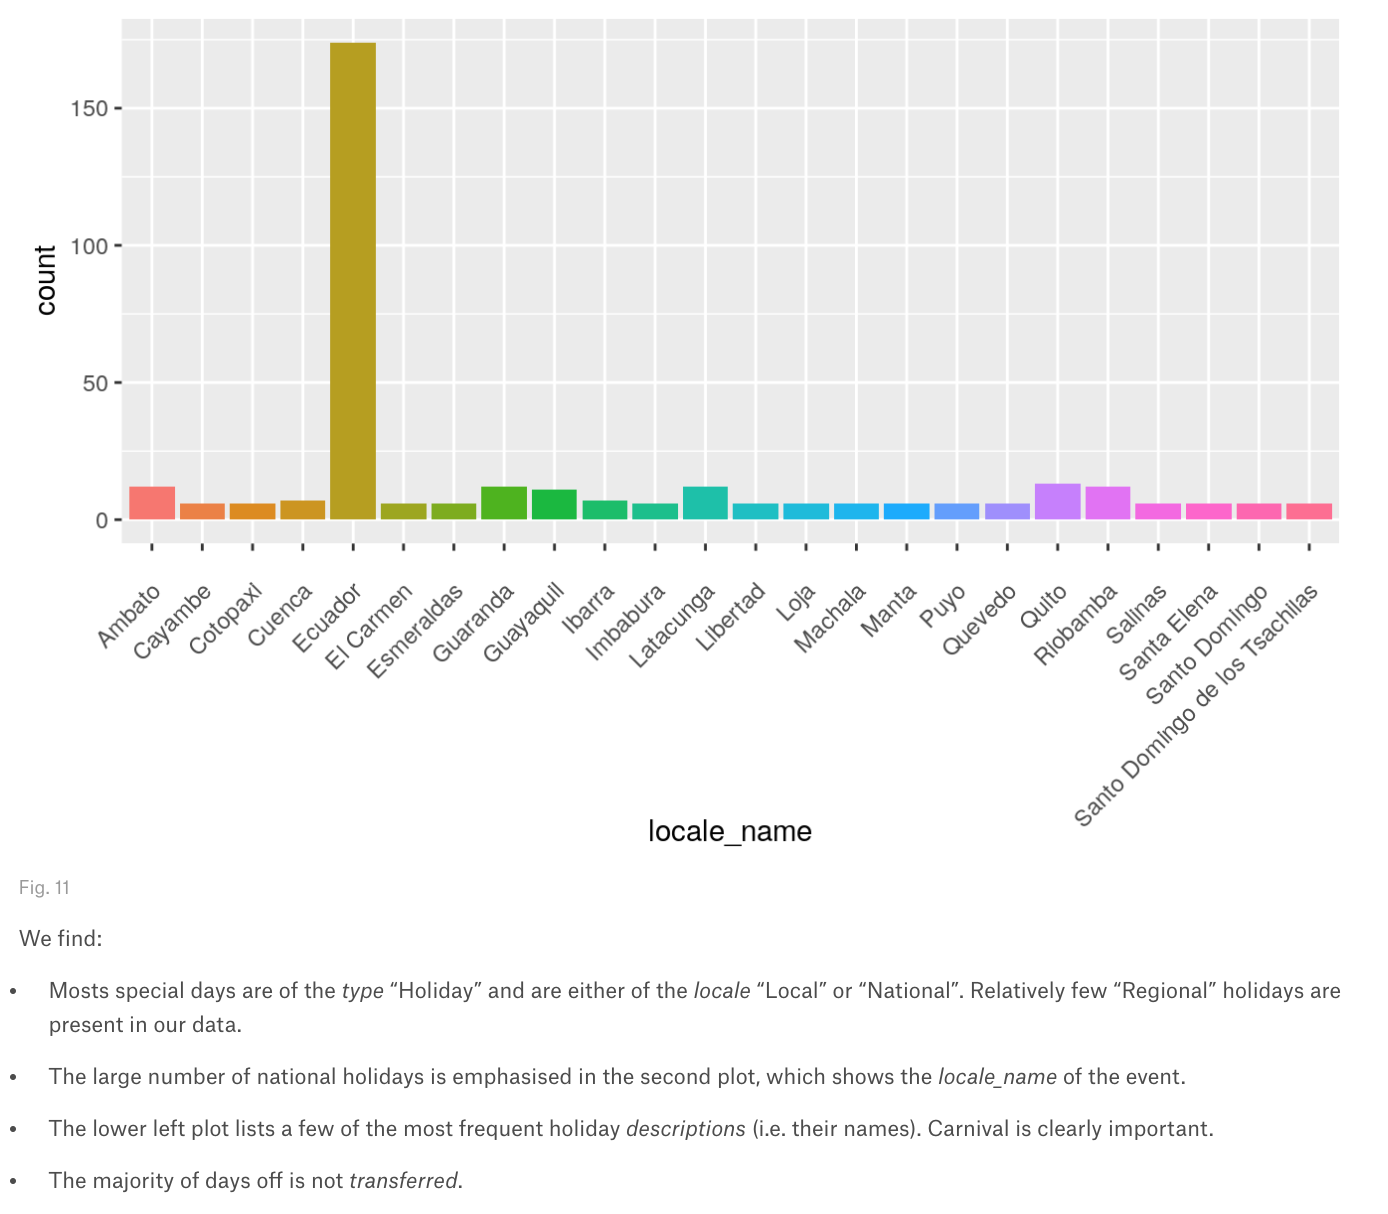 150
100
50
0
count
Ambato
Cayambe
Cotopaxi
Cuenca
Ecuador
El Carmen
Esmeraldas
Guaranda
Guayaquil
Ibarra
Imbabura
Latacunga
Libertad
Loja
Machala
Manta
Puyo
Quevedo
Quito
Riobamba
Salinas
Santa Elena
Santo Domingo
Santo Domingo de los Tsachilas
locale_name
Fig. 11
We find:
• Mosts special days are of the type “Holiday” and are either of the locale “Local” or “National”. Relatively few “Regional” holidays are
present in our data.
• The large number of national holidays is emphasised in the second plot, which shows the locale_name of the event.
• The lower left plot lists a few of the most frequent holiday descriptions (i.e. their names). Carnival is clearly important.
• The majority of days off is not transferred.